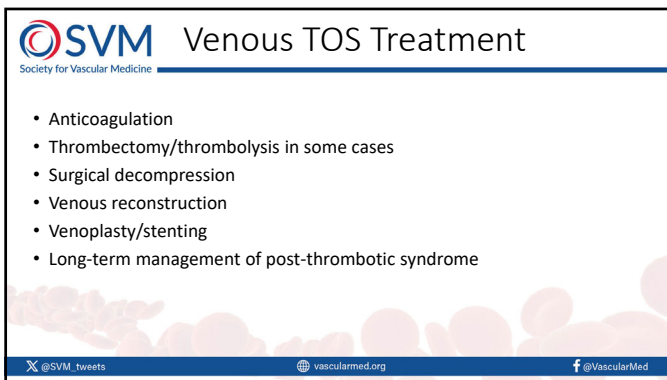 SVM
Society for Vascular Medicine
Venous TOS Treatment
• Anticoagulation
• Thrombectomy/thrombolysis in some cases
• Surgical decompression
• Venous reconstruction
• Venoplasty/stenting
• Long-term management of post-thrombotic syndrome
@SVM_tweets
vascularmed.org
@VascularMed